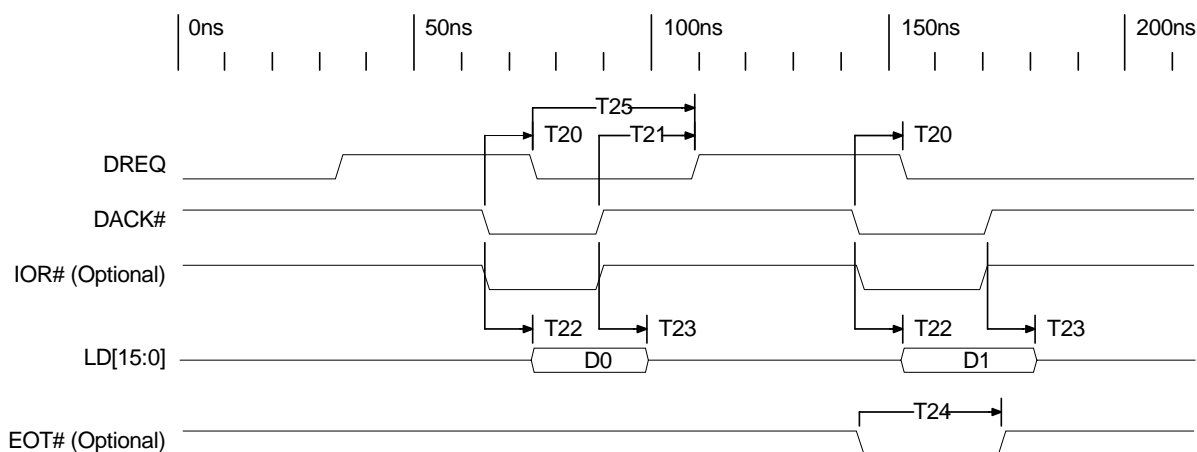 0ns 50ns 100ns 150ns 200ns
T25
T20 T21 T20
DREQ
DACK#
IOR# (Optional)
T22 T23 T22 T23
LD[15:0] D0 D1
T24
EOT# (Optional)